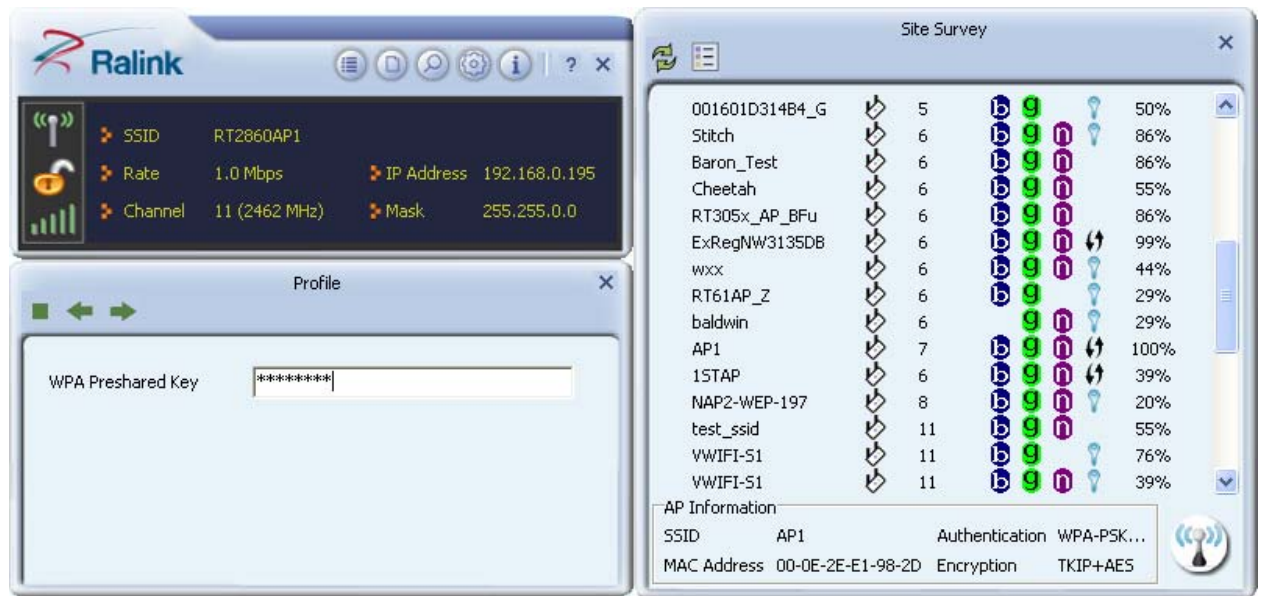 Ralink
i ? ×
SSID RT2860AP1
Rate 1.0 Mbps IP Address 192.168.0.195
Channel 11 (2462 MHz) Mask 255.255.0.0
Profile ×
WPA Preshared Key ********
Site Survey ×
001601D314B4_G 5 b g 50%
Stitch 6 b g n 86%
Baron_Test 6 b g n 86%
Cheetah 6 b g n 55%
RT305x_AP_BFu 6 b g n 86%
ExRegNW3135DB 6 b g n 99%
wxx 6 b g n 44%
RT61AP_Z 6 b g 29%
baldwin 6 g n 29%
AP1 7 b g n 100%
1STAP 6 b g n 39%
NAP2-WEP-197 8 b g n 20%
test_ssid 11 b g n 55%
VWIFI-S1 11 b g 76%
VWIFI-S1 11 b g n 39%
AP Information
SSID AP1 Authentication WPA-PSK...
MAC Address 00-0E-2E-E1-98-2D Encryption TKIP+AES